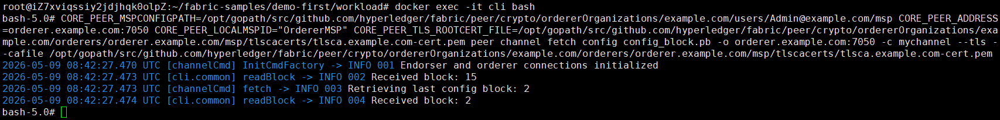 root@iZ7xviqssiy2jdjhqk0olpZ:~/fabric-samples/demo-first/workload# docker exec -it cli bash
bash-5.0# CORE_PEER_MSPCONFIGPATH=/opt/gopath/src/github.com/hyperledger/fabric/peer/crypto/ordererOrganizations/example.com/users/Admin@example.com/msp CORE_PEER_ADDRESS
=orderer.example.com:7050 CORE_PEER_LOCALMSPID="OrdererMSP" CORE_PEER_TLS_ROOTCERT_FILE=/opt/gopath/src/github.com/hyperledger/fabric/peer/crypto/ordererOrganizations/exa
mple.com/orderers/orderer.example.com/msp/tlscacerts/tlsca.example.com-cert.pem peer channel fetch config config_block.pb -o orderer.example.com:7050 -c mychannel --tls -
-cafile /opt/gopath/src/github.com/hyperledger/fabric/peer/crypto/ordererOrganizations/example.com/orderers/orderer.example.com/msp/tlscacerts/tlsca.example.com-cert.pem
2026-05-09 08:42:27.470 UTC [channelCmd] InitCmdFactory -> INFO 001 Endorser and orderer connections initialized
2026-05-09 08:42:27.473 UTC [cli.common] readBlock -> INFO 002 Received block: 15
2026-05-09 08:42:27.473 UTC [channelCmd] fetch -> INFO 003 Retrieving last config block: 2
2026-05-09 08:42:27.474 UTC [cli.common] readBlock -> INFO 004 Received block: 2
bash-5.0#